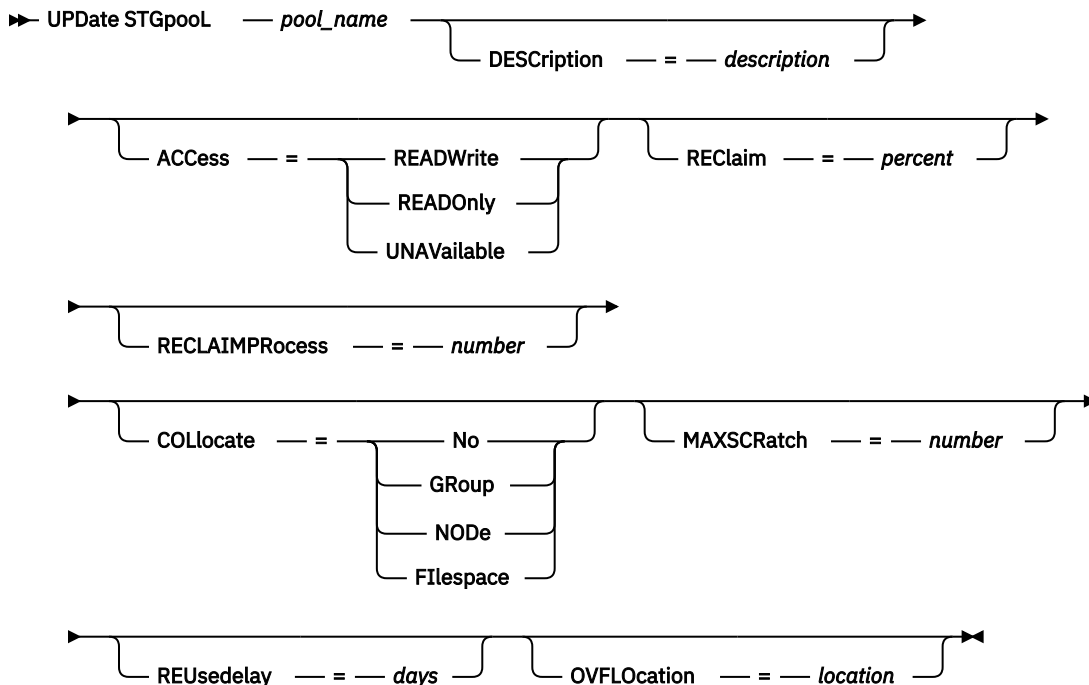 UPDate STGpooL pool_name
DESCription = description
ACCess = READWrite
READOnly
UNAVailable
REClaim = percent
RECLAIMPRocess = number
COLlocate = No
GRoup
NODe
FIlespace
MAXSCRatch = number
REUsedelay = days
OVFLOcation = location